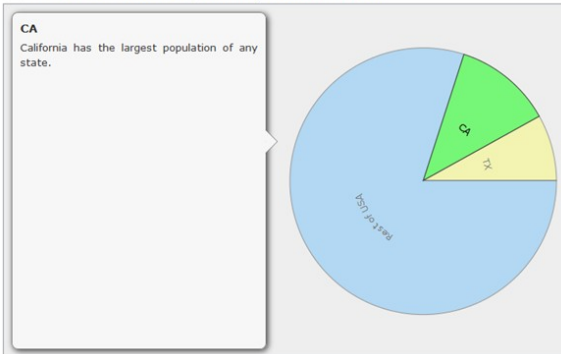 CA
California has the largest population of any
state.
CA
TX
Rest of USA